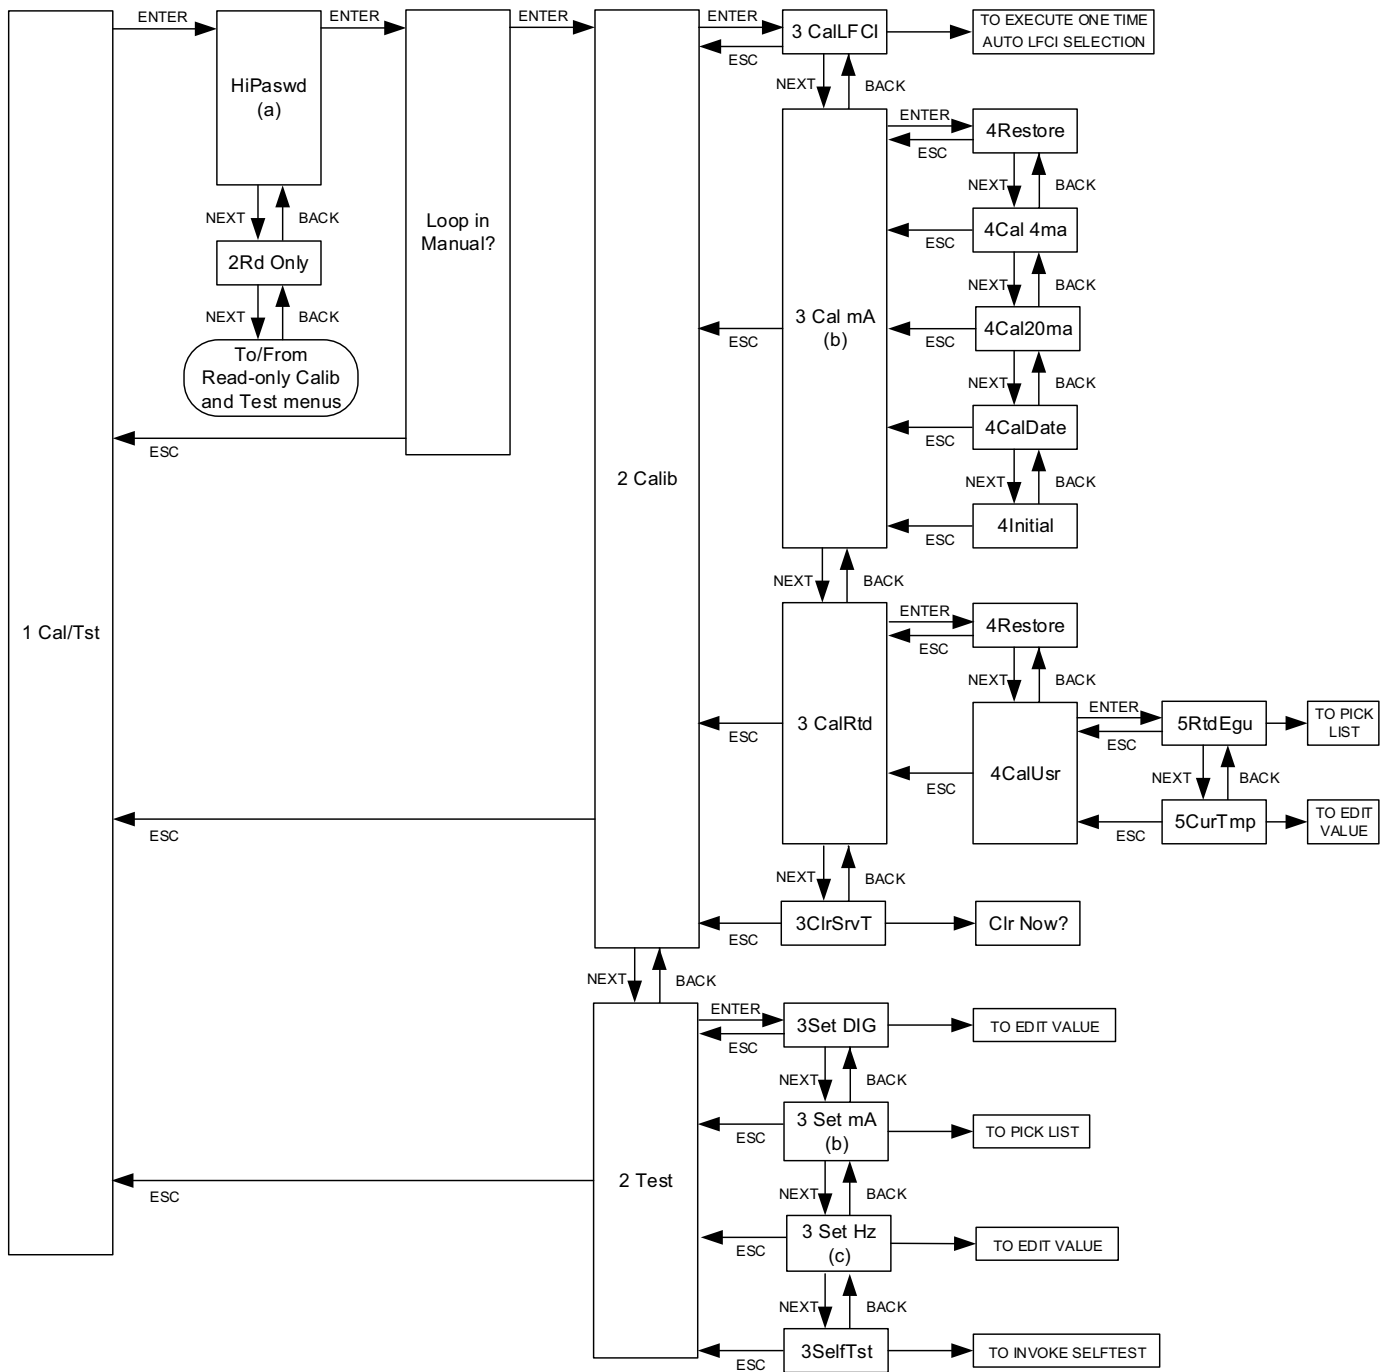 ENTER
ENTER
ENTER
ENTER
3 CalLFCI
TO EXECUTE ONE TIME
AUTO LFCI SELECTION
ESC
HiPaswd
(a)
NEXT
BACK
ENTER
4Restore
ESC
NEXT
BACK
NEXT
BACK
Loop in
Manual?
4Cal 4ma
ESC
2Rd Only
NEXT
BACK
NEXT
BACK
3 Cal mA
(b)
ESC
4Cal20ma
ESC
To/From
Read-only Calib
and Test menus
NEXT
BACK
4CalDate
ESC
ESC
2 Calib
NEXT
BACK
4Initial
ESC
NEXT
BACK
1 Cal/Tst
ENTER
4Restore
ESC
NEXT
BACK
3 CalRtd
ESC
ENTER
5RtdEgu
TO PICK
LIST
ESC
4CalUsr
ESC
NEXT
BACK
5CurTmp
TO EDIT
VALUE
ESC
ESC
NEXT
BACK
3ClrSrvT
Clr Now?
ESC
NEXT
BACK
ENTER
3Set DIG
TO EDIT VALUE
ESC
NEXT
BACK
3 Set mA
(b)
TO PICK LIST
ESC
2 Test
ESC
NEXT
BACK
3 Set Hz
(c)
TO EDIT VALUE
ESC
NEXT
BACK
3SelfTst
TO INVOKE SELFTEST
ESC